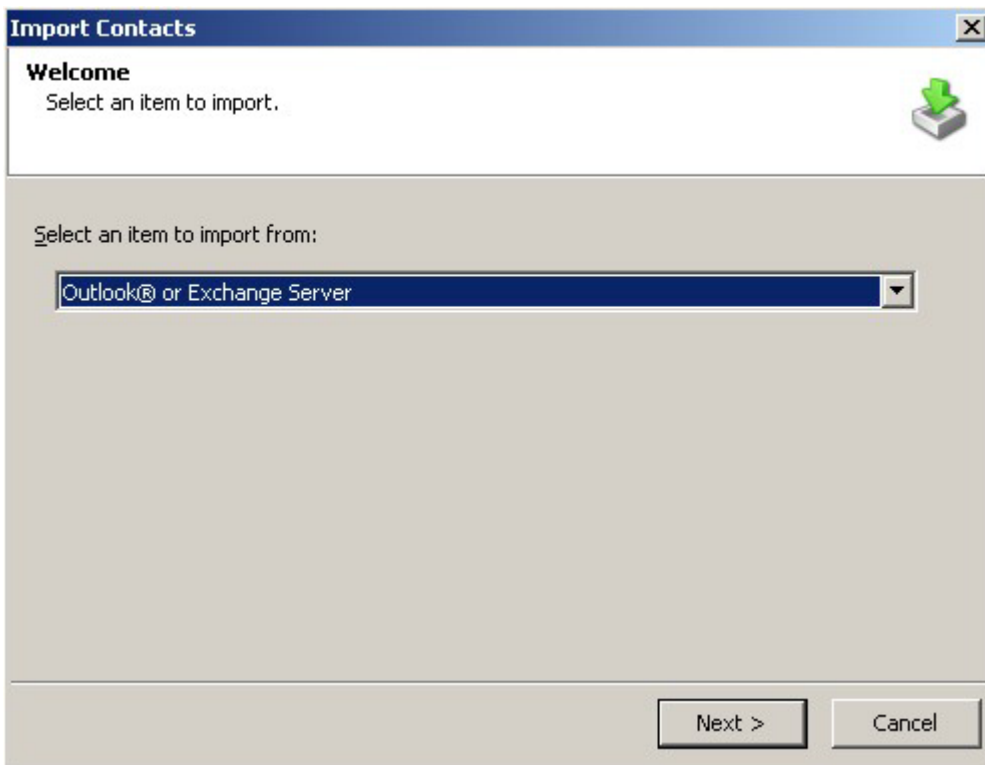 Import Contacts
Welcome
Select an item to import.
Select an item to import from:
Outlook® or Exchange Server
Next >
Cancel